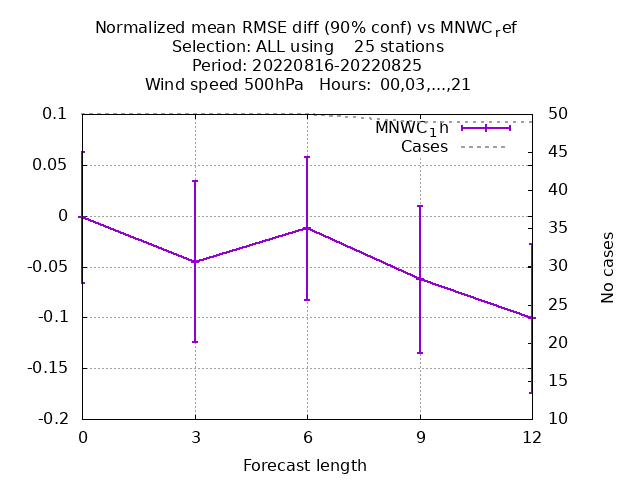 Normalized mean RMSE diff (90% conf) vs MNWC_ref
Selection: ALL using 25 stations
Period: 20220816-20220825
Wind speed 500hPa Hours: 00,03,...,21
MNWC_1h
Cases
0.1
0.05
0
-0.05
-0.1
-0.15
-0.2
50
45
40
35
30
25
20
15
10
No cases
0 3 6 9 12
Forecast length